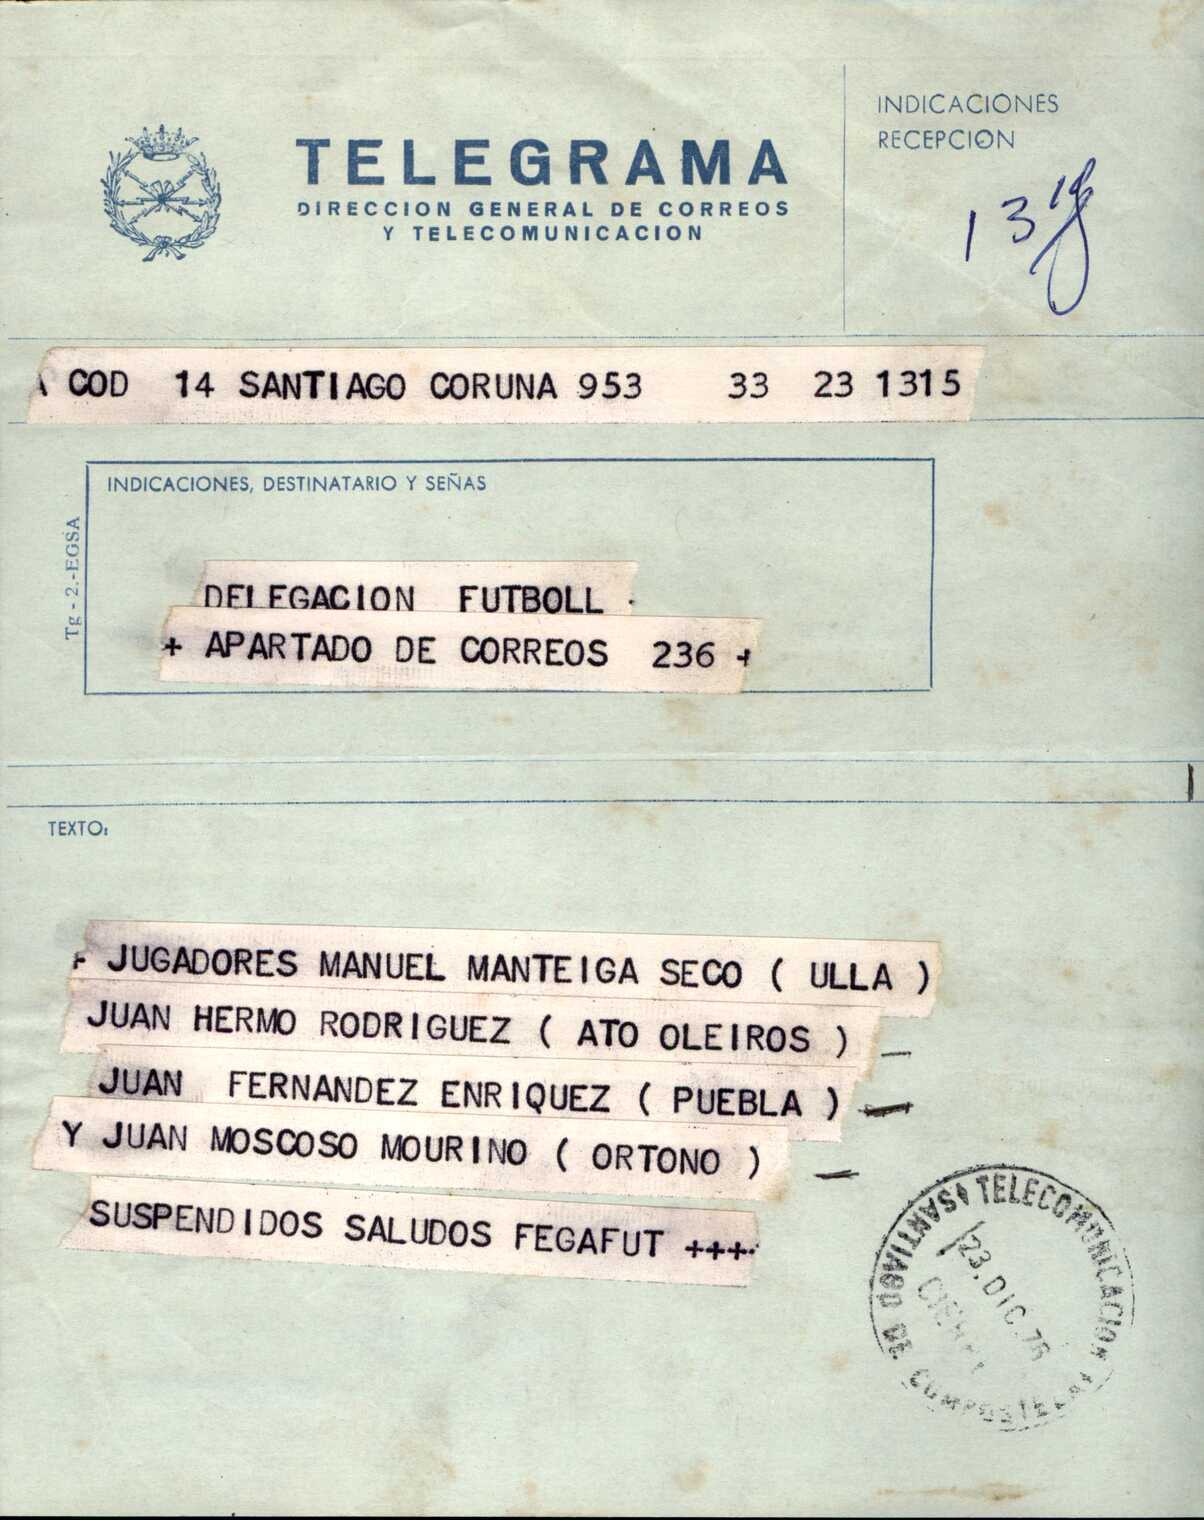 INDICACIONES
RECEPCION
TELEGRAMA
DIRECCION GENERAL DE CORREOS
Y TELECOMUNICACION
13
COD 14 SANTIAGO CORUNA 953 33 23 1315
INDICACIONES, DESTINATARIO Y SEÑAS
Tg - 2.-EGSA
DELEGACION FUTBOLL
+ APARTADO DE CORREOS 236 +
TEXTO:
JUGADORES MANUEL MANTEIGA SECO ( ULLA )
JUAN HERMO RODRIGUEZ ( ATO OLEIROS )
JUAN FERNANDEZ ENRIQUEZ ( PUEBLA )
Y JUAN MOSCOSO MOURINO ( ORTONO )
SUSPENDIDOS SALUDOS FEGAFUT +++
TELECOMUNICACION
SANTIAGO DE COMPOSTELA
23.DIC.76